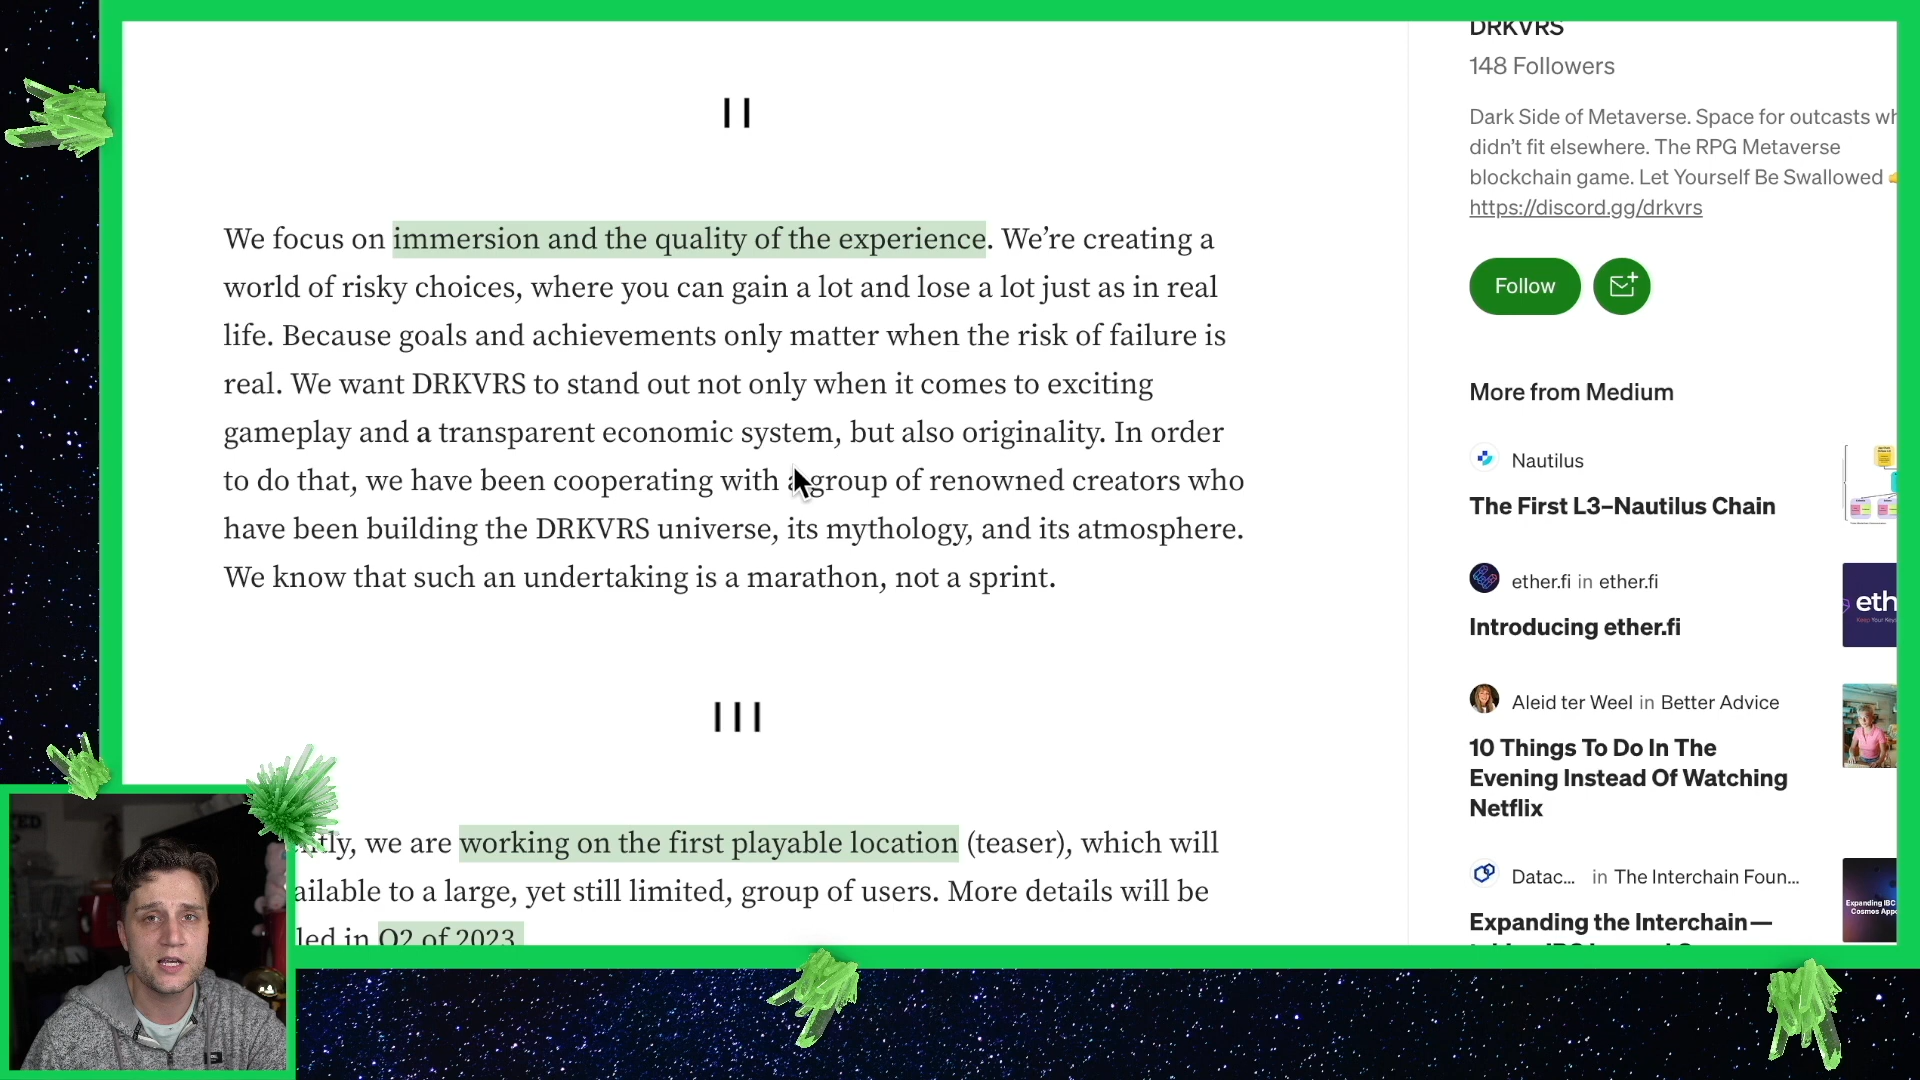 II
We focus on immersion and the quality of the experience. We’re creating a
world of risky choices, where you can gain a lot and lose a lot just as in real
life. Because goals and achievements only matter when the risk of failure is
real. We want DRKVRS to stand out not only when it comes to exciting
gameplay and a transparent economic system, but also originality. In order
to do that, we have been cooperating with a group of renowned creators who
have been building the DRKVRS universe, its mythology, and its atmosphere.
We know that such an undertaking is a marathon, not a sprint.
III
we are working on the first playable location (teaser), which will
to a large, yet still limited, group of users. More details will be
in Q2 of 2023.
DRKVRS
148 Followers
Dark Side of Metaverse. Space for outcasts wh
didn’t fit elsewhere. The RPG Metaverse
blockchain game. Let Yourself Be Swallowed
https://discord.gg/drkvrs
Follow
More from Medium
Nautileus
The First L3–Nautilus Chain
ether.fi in ether.fi
Introducing ether.fi
eth
Aleid ter Weel in Better Advice
10 Things To Do In The
Evening Instead Of Watching
Netflix
Datac... in The Interchain Foun...
Expanding the Interchain—
Expanding IBC
Cosmos App